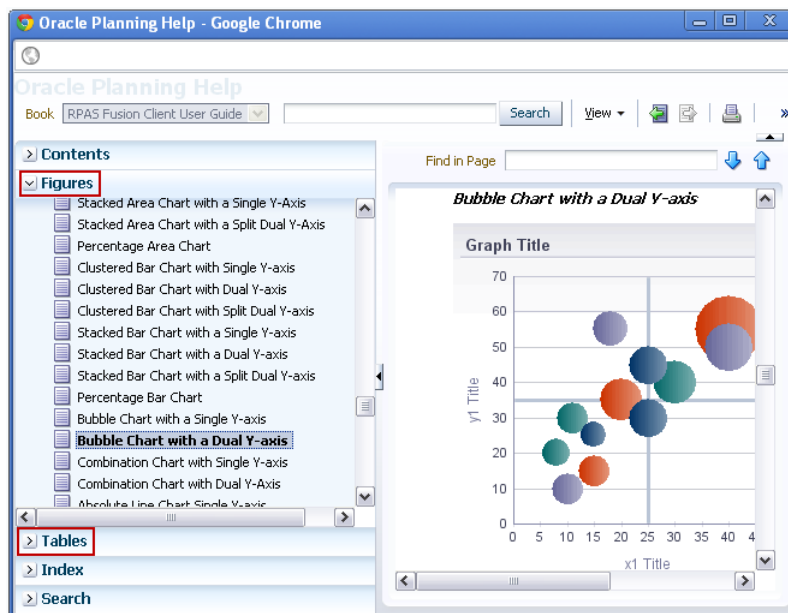 Oracle Planning Help - Google Chrome
Oracle Planning Help
Book RPAS Fusion Client User Guide Search View »
Contents
Figures
Stacked Area Chart with a Single Y-Axis
Stacked Area Chart with a Split Dual Y-Axis
Percentage Area Chart
Clustered Bar Chart with Single Y-axis
Clustered Bar Chart with Dual Y-axis
Clustered Bar Chart with Split Dual Y-axis
Stacked Bar Chart with a Single Y-axis
Stacked Bar Chart with a Dual Y-axis
Stacked Bar Chart with a Split Dual Y-axis
Percentage Bar Chart
Bubble Chart with a Single Y-axis
Bubble Chart with a Dual Y-axis
Combination Chart with Single Y-axis
Combination Chart with Dual Y-Axis
Absolute Line Chart Single Y-axis
Tables
Index
Search
Find in Page
Bubble Chart with a Dual Y-axis
Graph Title
70
60
50
40
30
20
10
0
y1 Title
0 5 10 15 20 25 30 35 40 4
x1 Title